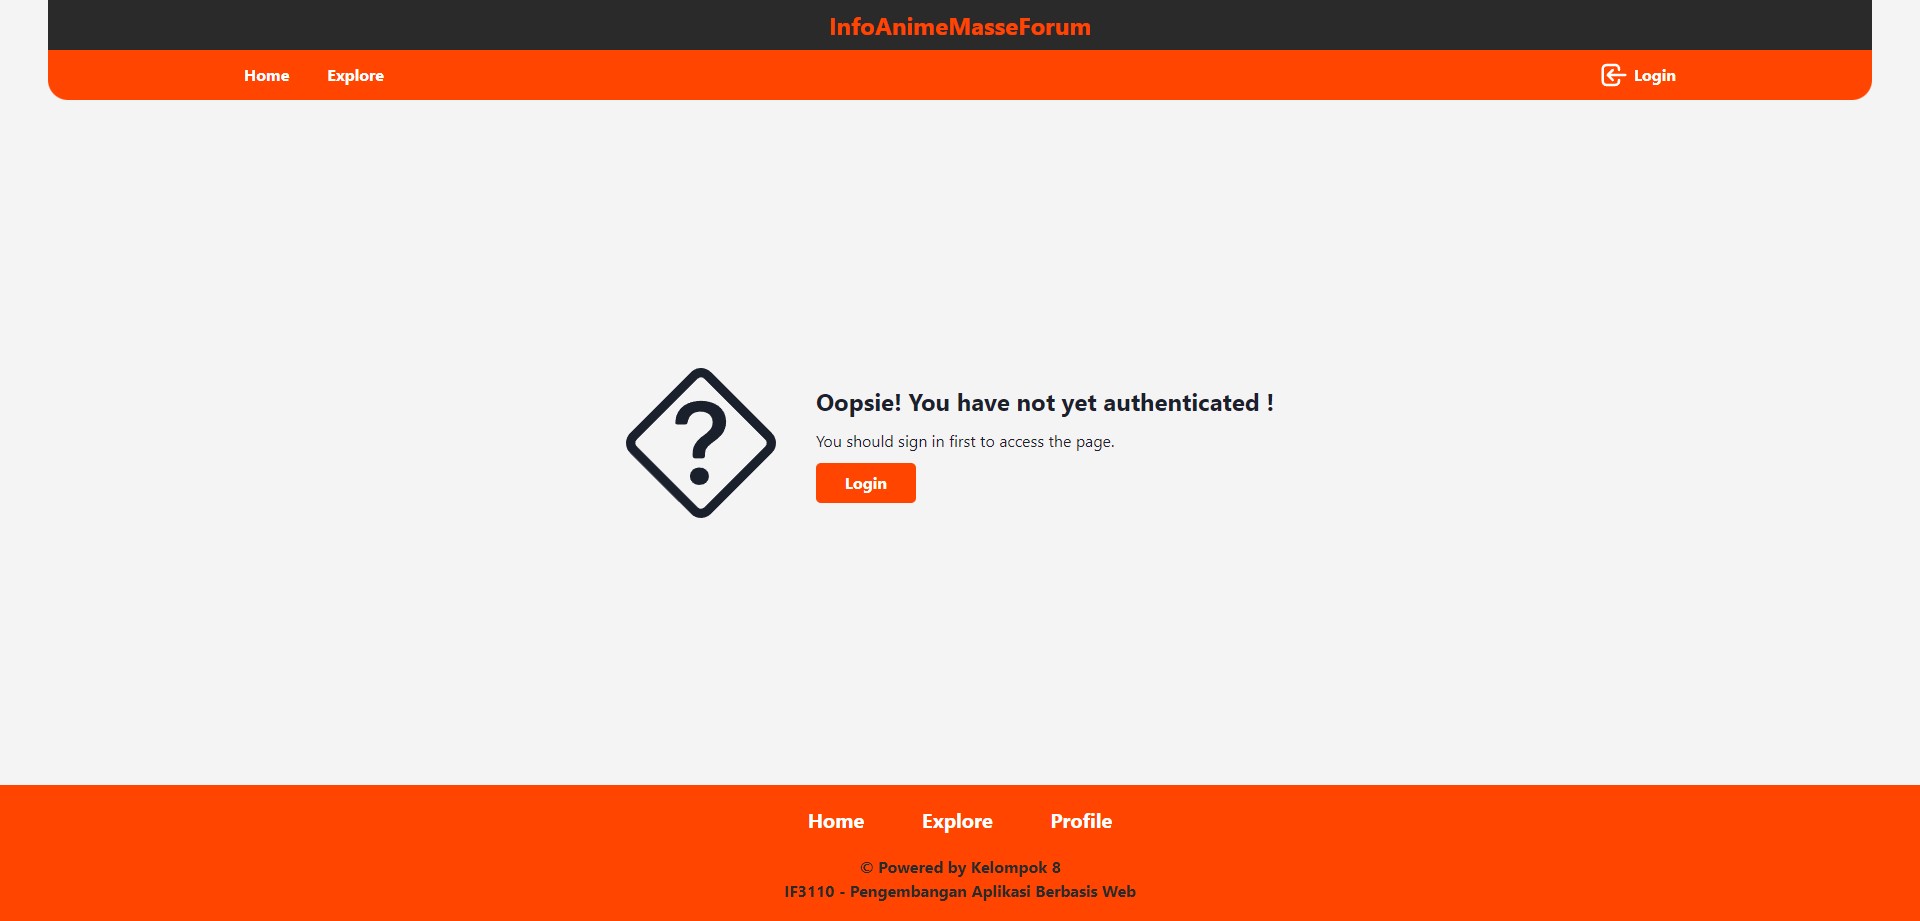 InfoAnimeMasseForum
Home Explore Login
?
Oopsie! You have not yet authenticated !
You should sign in first to access the page.
Login
Home Explore Profile
© Powered by Kelompok 8
IF3110 - Pengembangan Aplikasi Berbasis Web